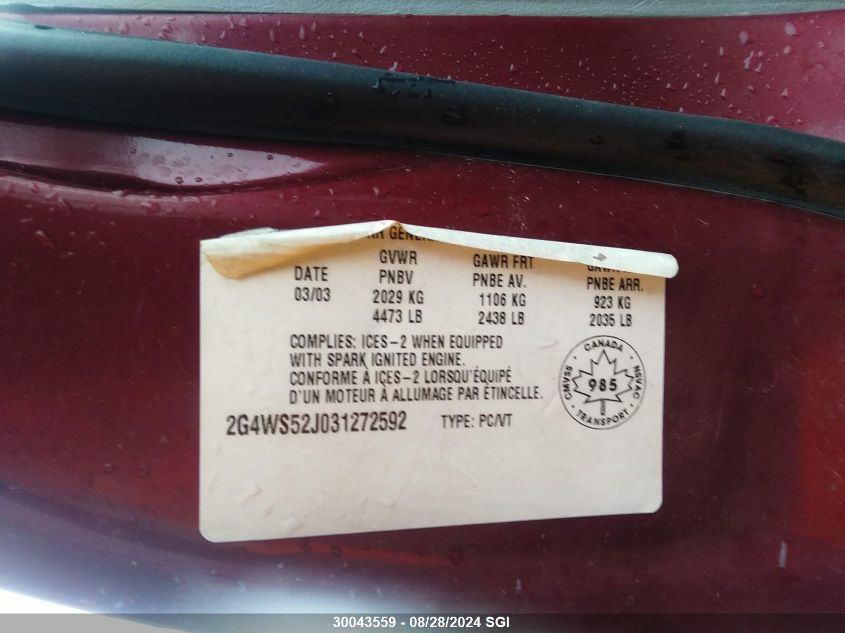 GVWR GAWR FRT
DATE PNBV PNBE AV. PNBE ARR.
03/03 2029 KG 1106 KG 923 KG
4473 LB 2438 LB 2035 LB
COMPLIES: ICES-2 WHEN EQUIPPED
WITH SPARK IGNITED ENGINE.
CONFORME À ICES-2 LORSQU'ÉQUIPÉ
D'UN MOTEUR À ALLUMAGE PAR ÉTINCELLE.
CANADA
CMVSS 985 NSVAC
TRANSPORT
2G4WS52J031272592 TYPE: PC/VT
30043559 - 08/28/2024 SGI